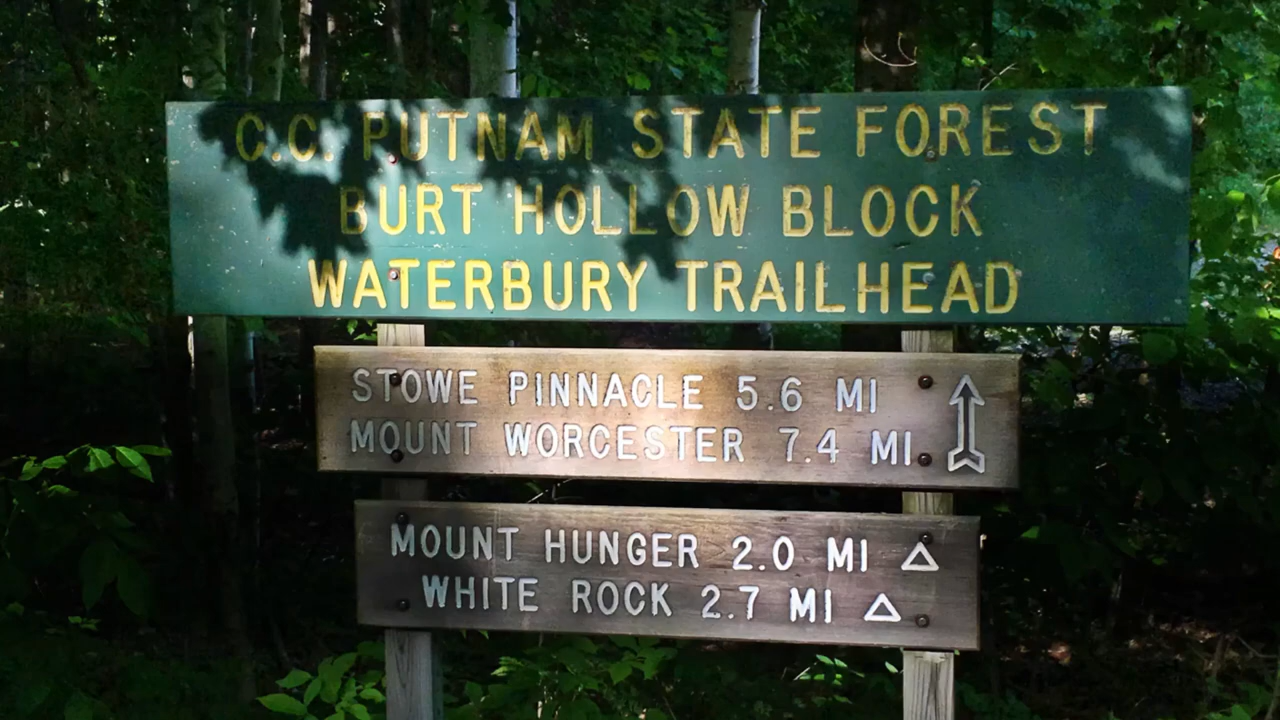 C.C. PUTNAM STATE FOREST
BURT HOLLOW BLOCK
WATERBURY TRAILHEAD
STOWE PINNACLE 5.6 MI
MOUNT WORCESTER 7.4 MI
MOUNT HUNGER 2.0 MI
WHITE ROCK 2.7 MI